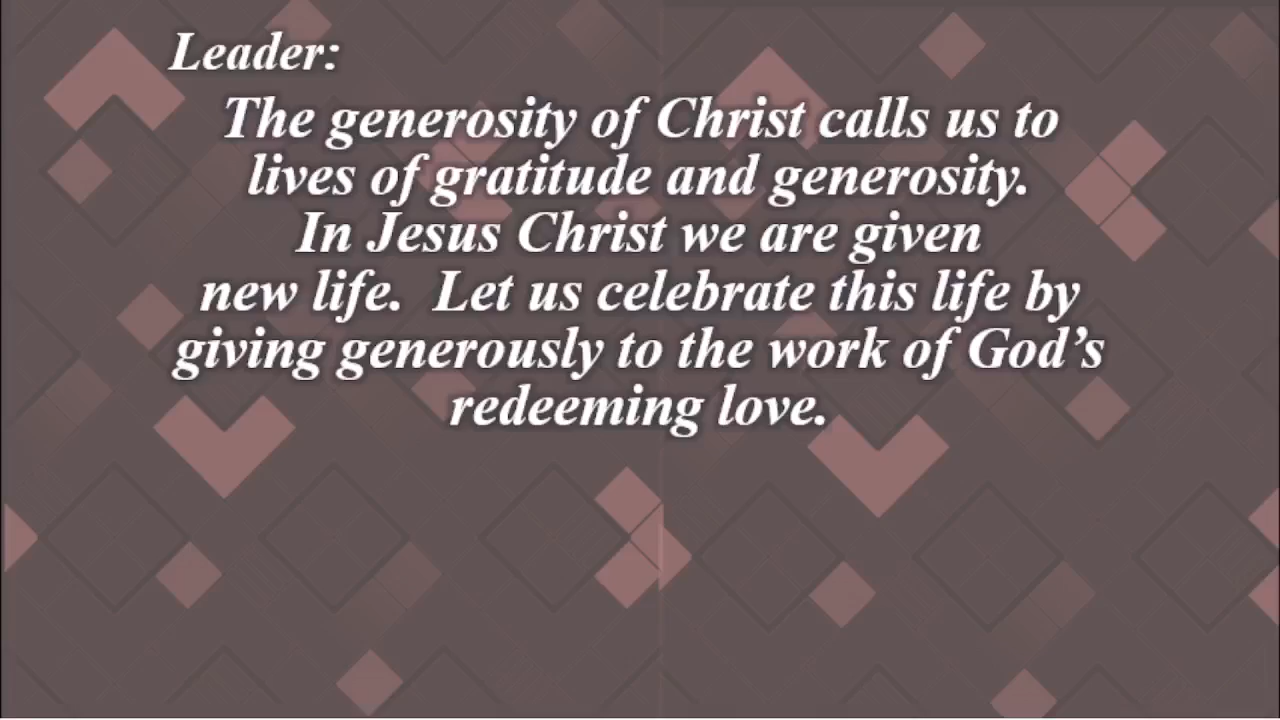 Leader:
The generosity of Christ calls us to
lives of gratitude and generosity.
In Jesus Christ we are given
new life.  Let us celebrate this life by
giving generously to the work of God’s
redeeming love.